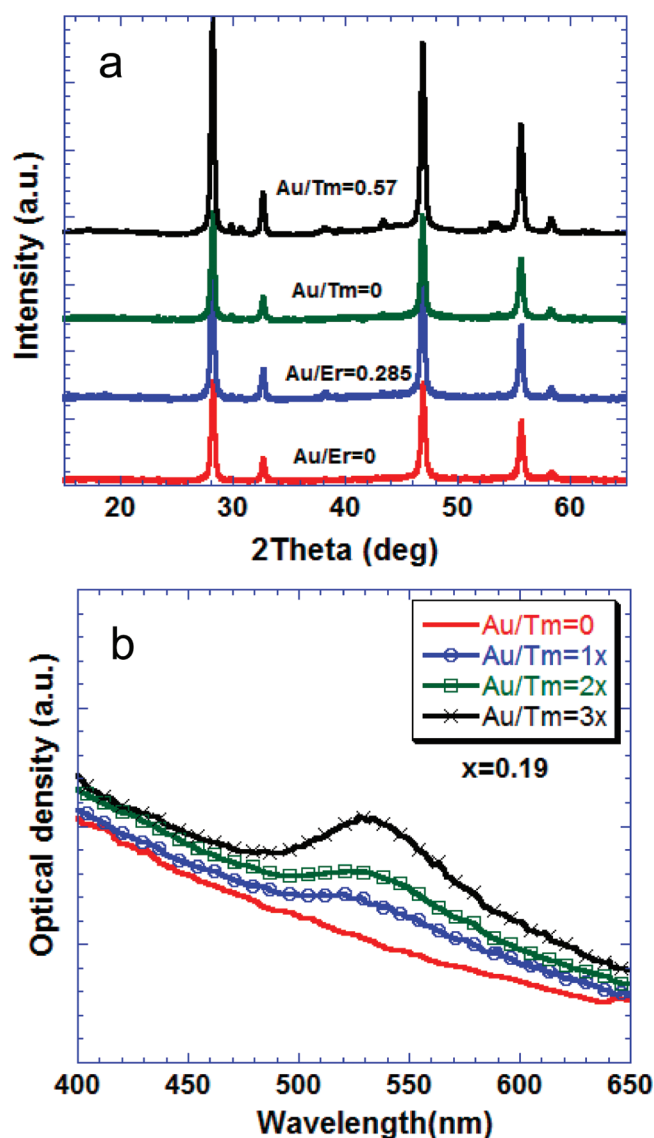 a
Intensity (a.u.)
Au/Tm=0.57
Au/Tm=0
Au/Er=0.285
Au/Er=0
20 30 40 50 60
2Theta (deg)
b
Optical density (a.u.)
Au/Tm=0
Au/Tm=1x
Au/Tm=2x
Au/Tm=3x
x=0.19
400 450 500 550 600 650
Wavelength(nm)